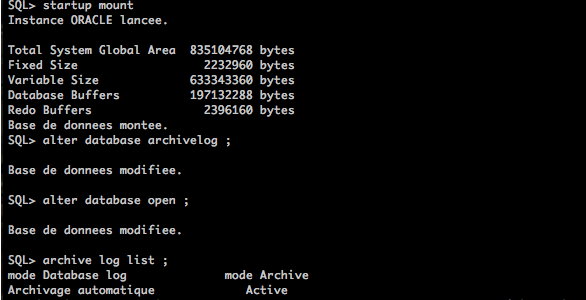 SQL> startup mount
Instance ORACLE lancee.
Total System Global Area 835104768 bytes
Fixed Size 2232960 bytes
Variable Size 633343360 bytes
Database Buffers 197132288 bytes
Redo Buffers 2396160 bytes
Base de donnees montee.
SQL> alter database archivelog ;
Base de donnees modifiee.
SQL> alter database open ;
Base de donnees modifiee.
SQL> archive log list ;
mode Database log mode Archive
Archivage automatique Active